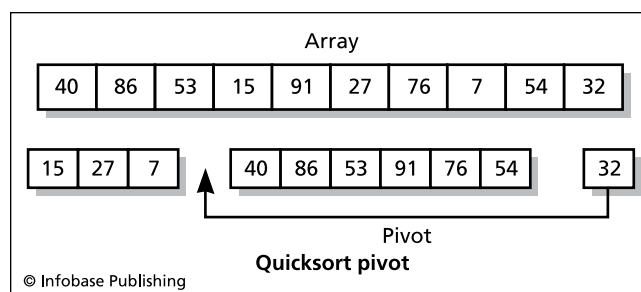 Array
40 86 53 15 91 27 76 7 54 32
15 27 7 40 86 53 91 76 54 32
Pivot
Quicksort pivot
© Infobase Publishing